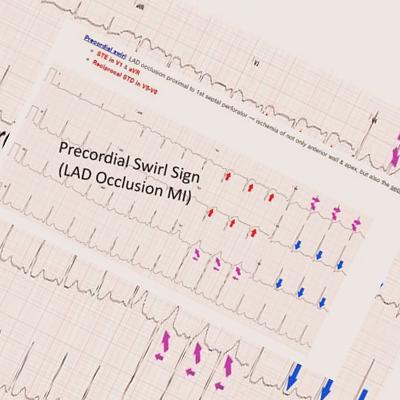 aVR
V1
Precordial swirl LAD occlusion proximal to 1st septal perforator — ischemia of not only anterior wall & apex, but also the
STE in V1 & aVR
Reciprocal STD in V5-V6
Precordial Swirl Sign
(LAD Occlusion MI)